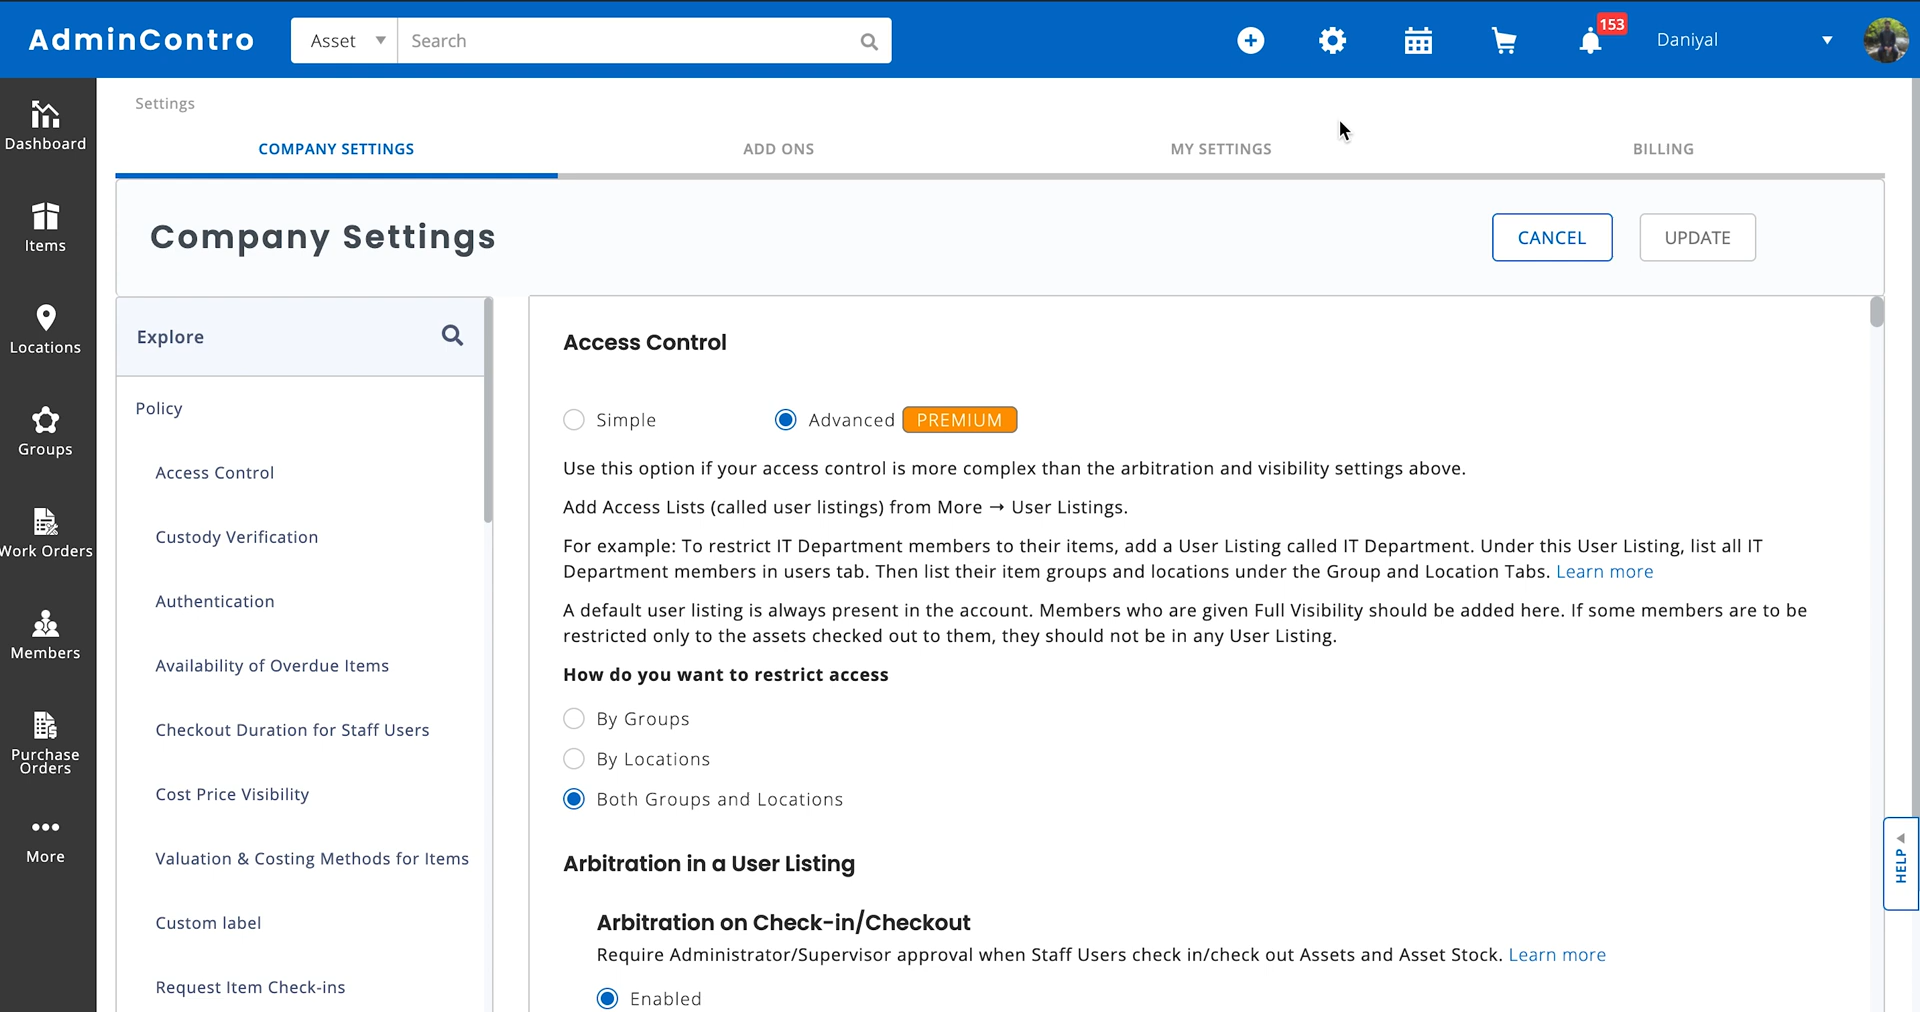 AdminContro
Asset
Search
153
Daniyal
Dashboard
Items
Locations
Groups
Work Orders
Members
Purchase
Orders
More
Settings
COMPANY SETTINGS
ADD ONS
MY SETTINGS
BILLING
Company Settings
CANCEL
UPDATE
Explore
Policy
Access Control
Custody Verification
Authentication
Availability of Overdue Items
Checkout Duration for Staff Users
Cost Price Visibility
Valuation & Costing Methods for Items
Custom label
Request Item Check-ins
Access Control
Simple
Advanced PREMIUM
Use this option if your access control is more complex than the arbitration and visibility settings above.
Add Access Lists (called user listings) from More → User Listings.
For example: To restrict IT Department members to their items, add a User Listing called IT Department. Under this User Listing, list all IT
Department members in users tab. Then list their item groups and locations under the Group and Location Tabs. Learn more
A default user listing is always present in the account. Members who are given Full Visibility should be added here. If some members are to be
restricted only to the assets checked out to them, they should not be in any User Listing.
How do you want to restrict access
By Groups
By Locations
Both Groups and Locations
Arbitration in a User Listing
Arbitration on Check-in/Checkout
Require Administrator/Supervisor approval when Staff Users check in/check out Assets and Asset Stock. Learn more
Enabled
HELP